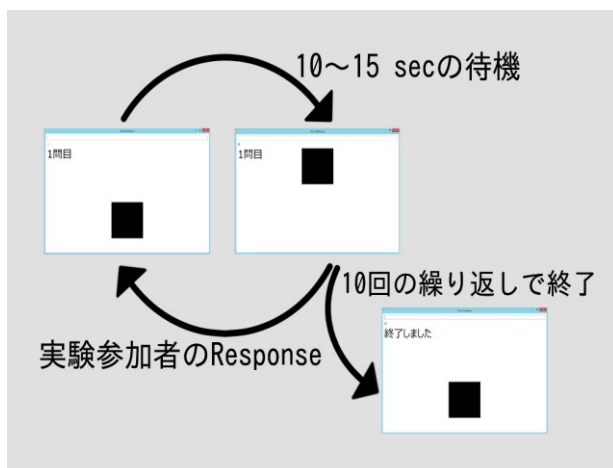 10～15 secの待機
1問目
1問目
10回の繰り返しで終了
終了しました
実験参加者のResponse